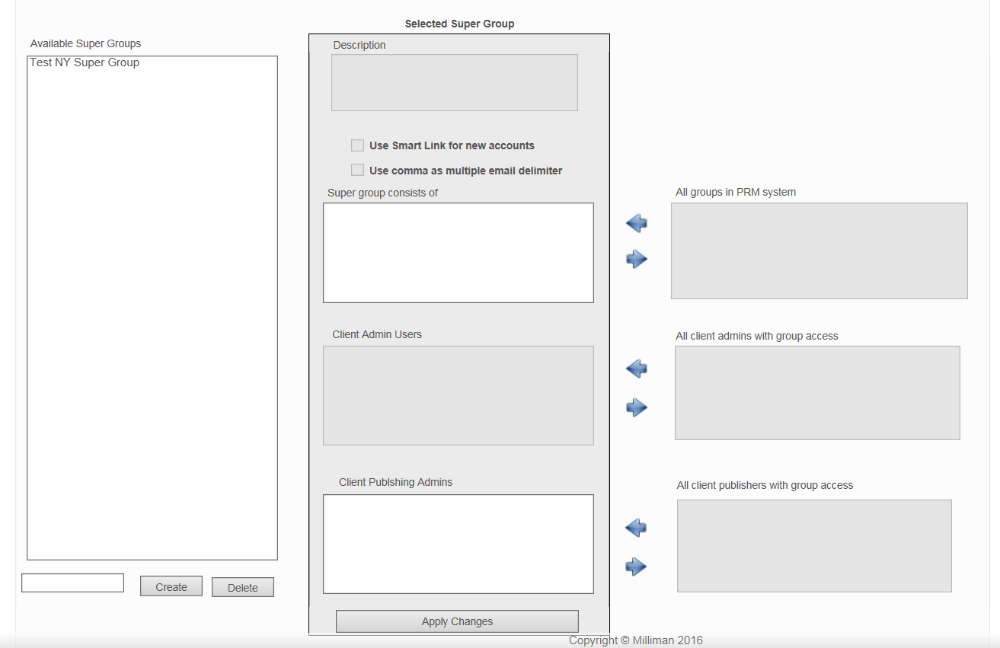 Selected Super Group
Available Super Groups
Test NY Super Group
Description
Use Smart Link for new accounts
Use comma as multiple email delimiter
Super group consists of
All groups in PRM system
Client Admin Users
All client admins with group access
Client Publshing Admins
All client publishers with group access
Create
Delete
Apply Changes
Copyright © Milliman 2016